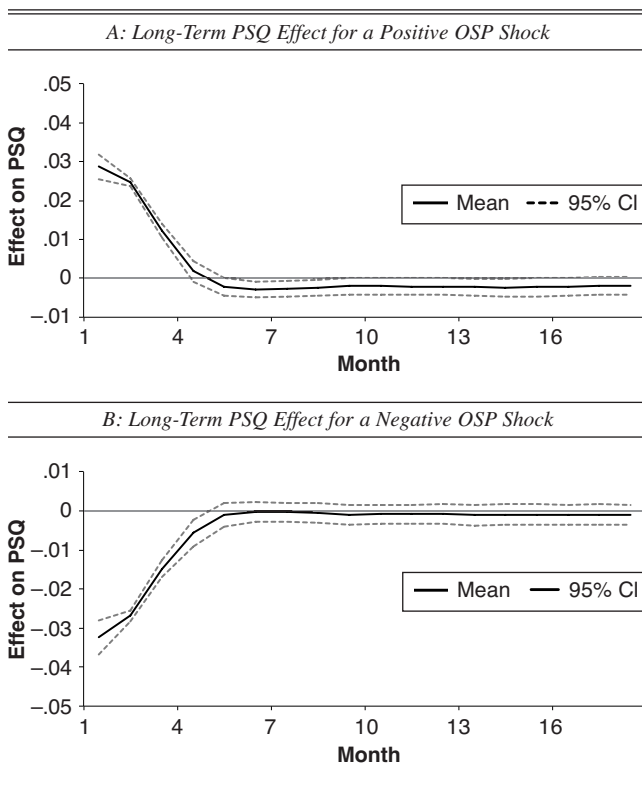 A: Long-Term PSQ Effect for a Positive OSP Shock
.05
.04
.03
.02
.01
0
–.01
Effect on PSQ
Mean 95% CI
1 4 7 10 13 16
Month
B: Long-Term PSQ Effect for a Negative OSP Shock
.01
0
–.01
–.02
–.03
–.04
–.05
Effect on PSQ
Mean 95% CI
1 4 7 10 13 16
Month